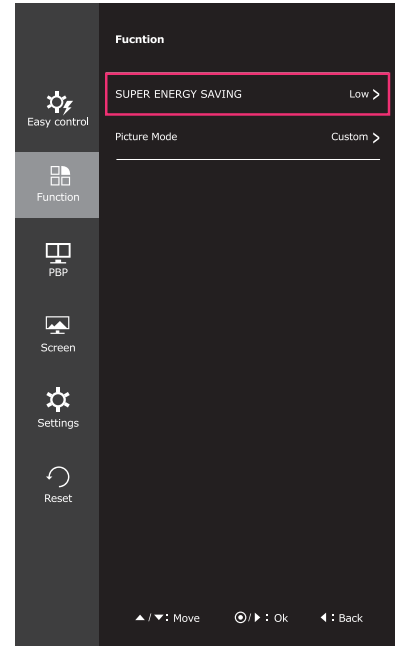 Fucntion
SUPER ENERGY SAVING Low >
Picture Mode Custom >
Easy control
Function
PBP
Screen
Settings
Reset
▲/▼: Move ⦿/▶: Ok ◀: Back